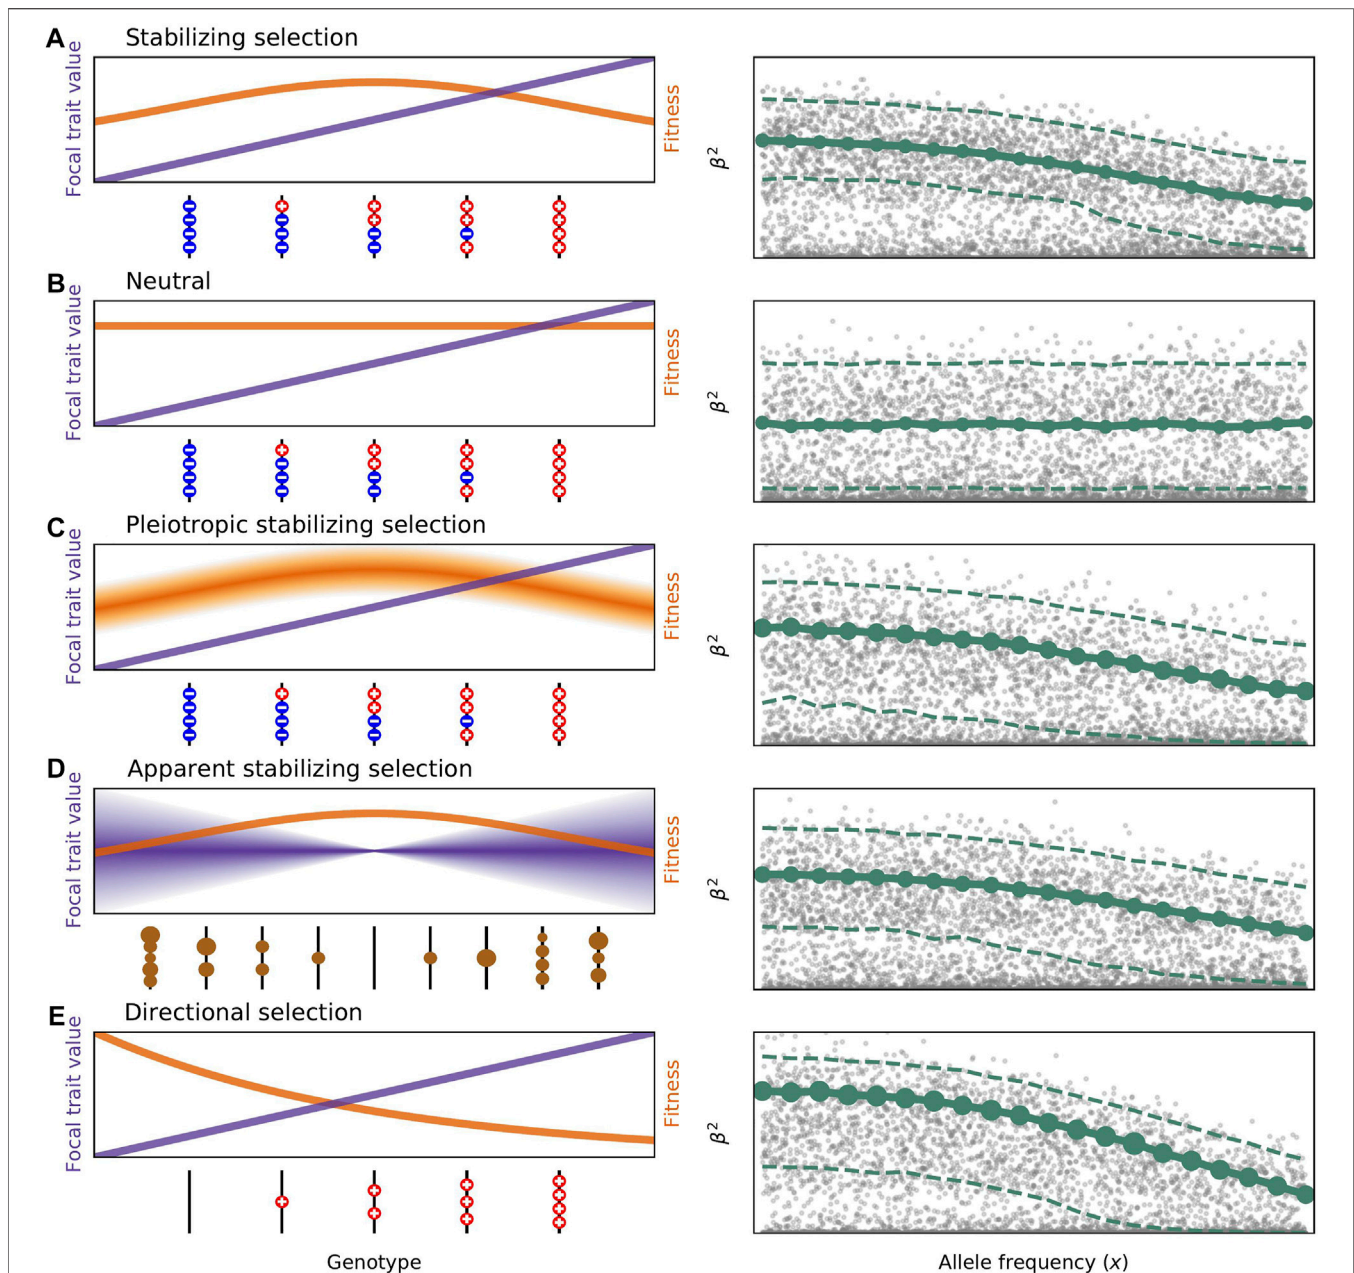 A Stabilizing selection
Focal trait value
Fitness
β²
B Neutral
Focal trait value
Fitness
β²
C Pleiotropic stabilizing selection
Focal trait value
Fitness
β²
D Apparent stabilizing selection
Focal trait value
Fitness
β²
E Directional selection
Focal trait value
Fitness
β²
Genotype
Allele frequency (x)